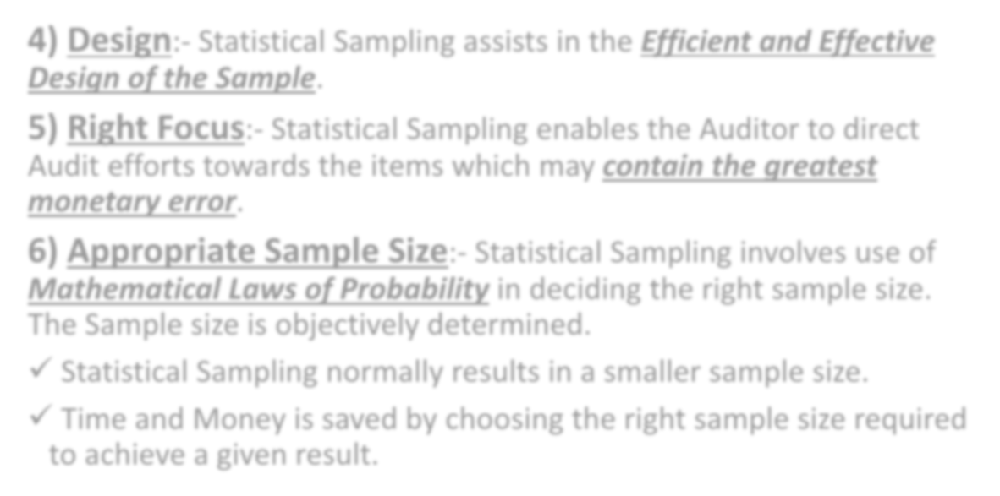 4) Design:- Statistical Sampling assists in the Efficient and Effective
Design of the Sample.
5) Right Focus:- Statistical Sampling enables the Auditor to direct
Audit efforts towards the items which may contain the greatest
monetary error.
6) Appropriate Sample Size:- Statistical Sampling involves use of
Mathematical Laws of Probability in deciding the right sample size.
The Sample size is objectively determined.
✓ Statistical Sampling normally results in a smaller sample size.
✓ Time and Money is saved by choosing the right sample size required
to achieve a given result.